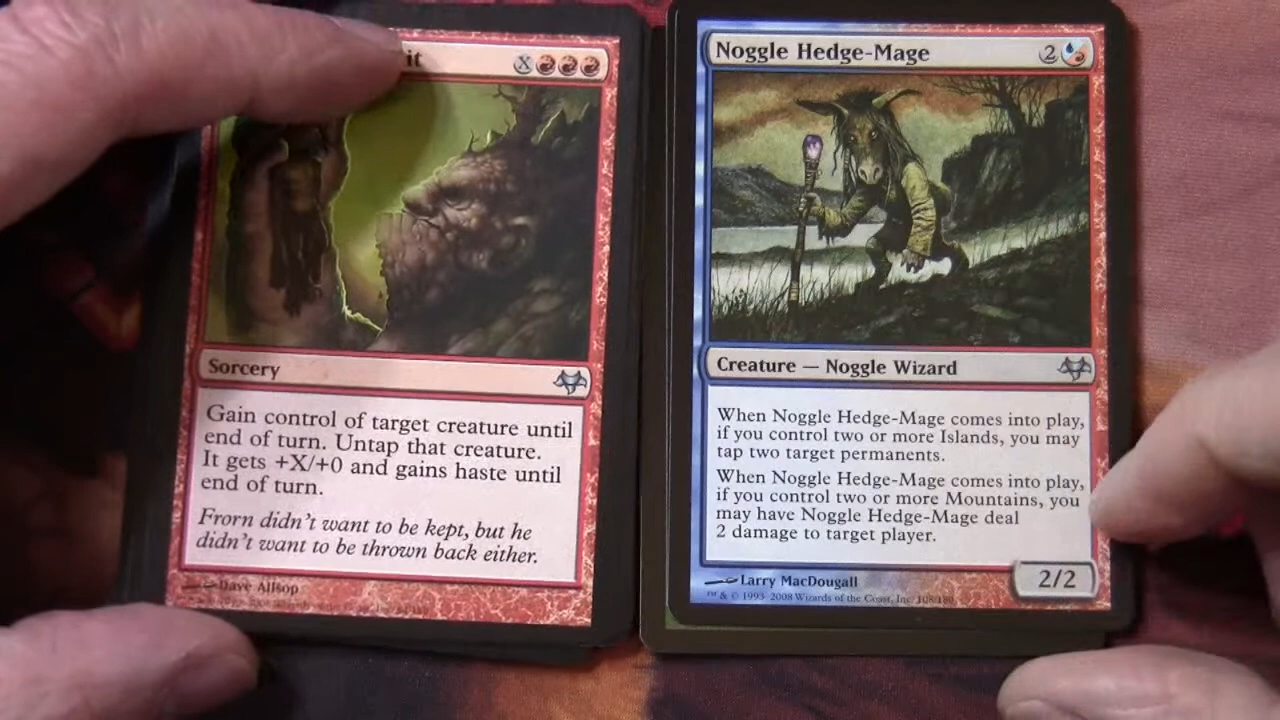 it X
Sorcery
Gain control of target creature until
end of turn. Untap that creature.
It gets +X/+0 and gains haste until
end of turn.
Frorn didn't want to be kept, but he
didn't want to be thrown back either.
Dave Allsop
Noggle Hedge-Mage 2
Creature — Noggle Wizard
When Noggle Hedge-Mage comes into play,
if you control two or more Islands, you may
tap two target permanents.
When Noggle Hedge-Mage comes into play,
if you control two or more Mountains, you
may have Noggle Hedge-Mage deal
2 damage to target player.
2/2
Larry MacDougall
™ & © 1993-2008 Wizards of the Coast, Inc. 108/180